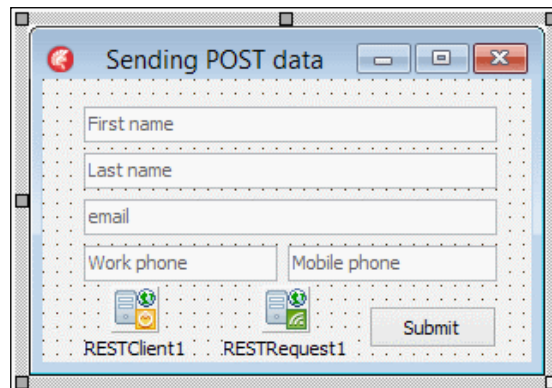 Sending POST data
First name
Last name
email
Work phone Mobile phone
Submit
RESTClient1 RESTRequest1